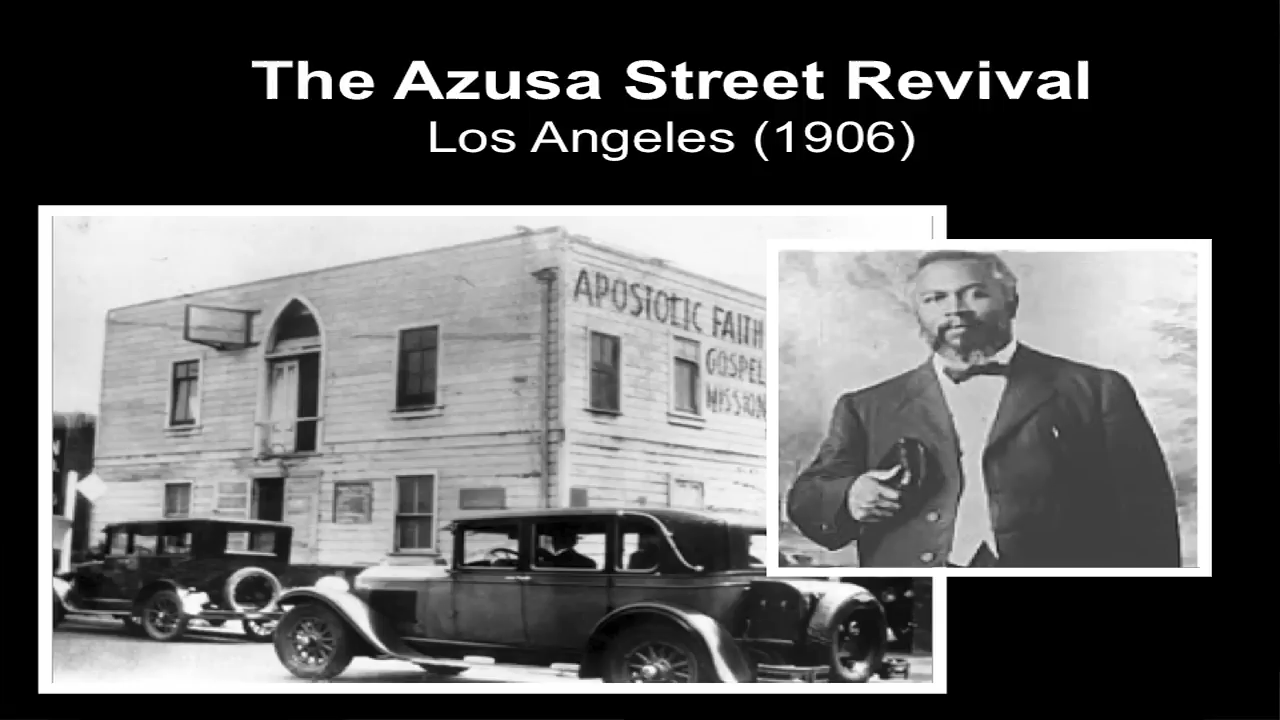 The Azusa Street Revival
Los Angeles (1906)
APOSTOLIC FAITH
GOSPEL
MISSION